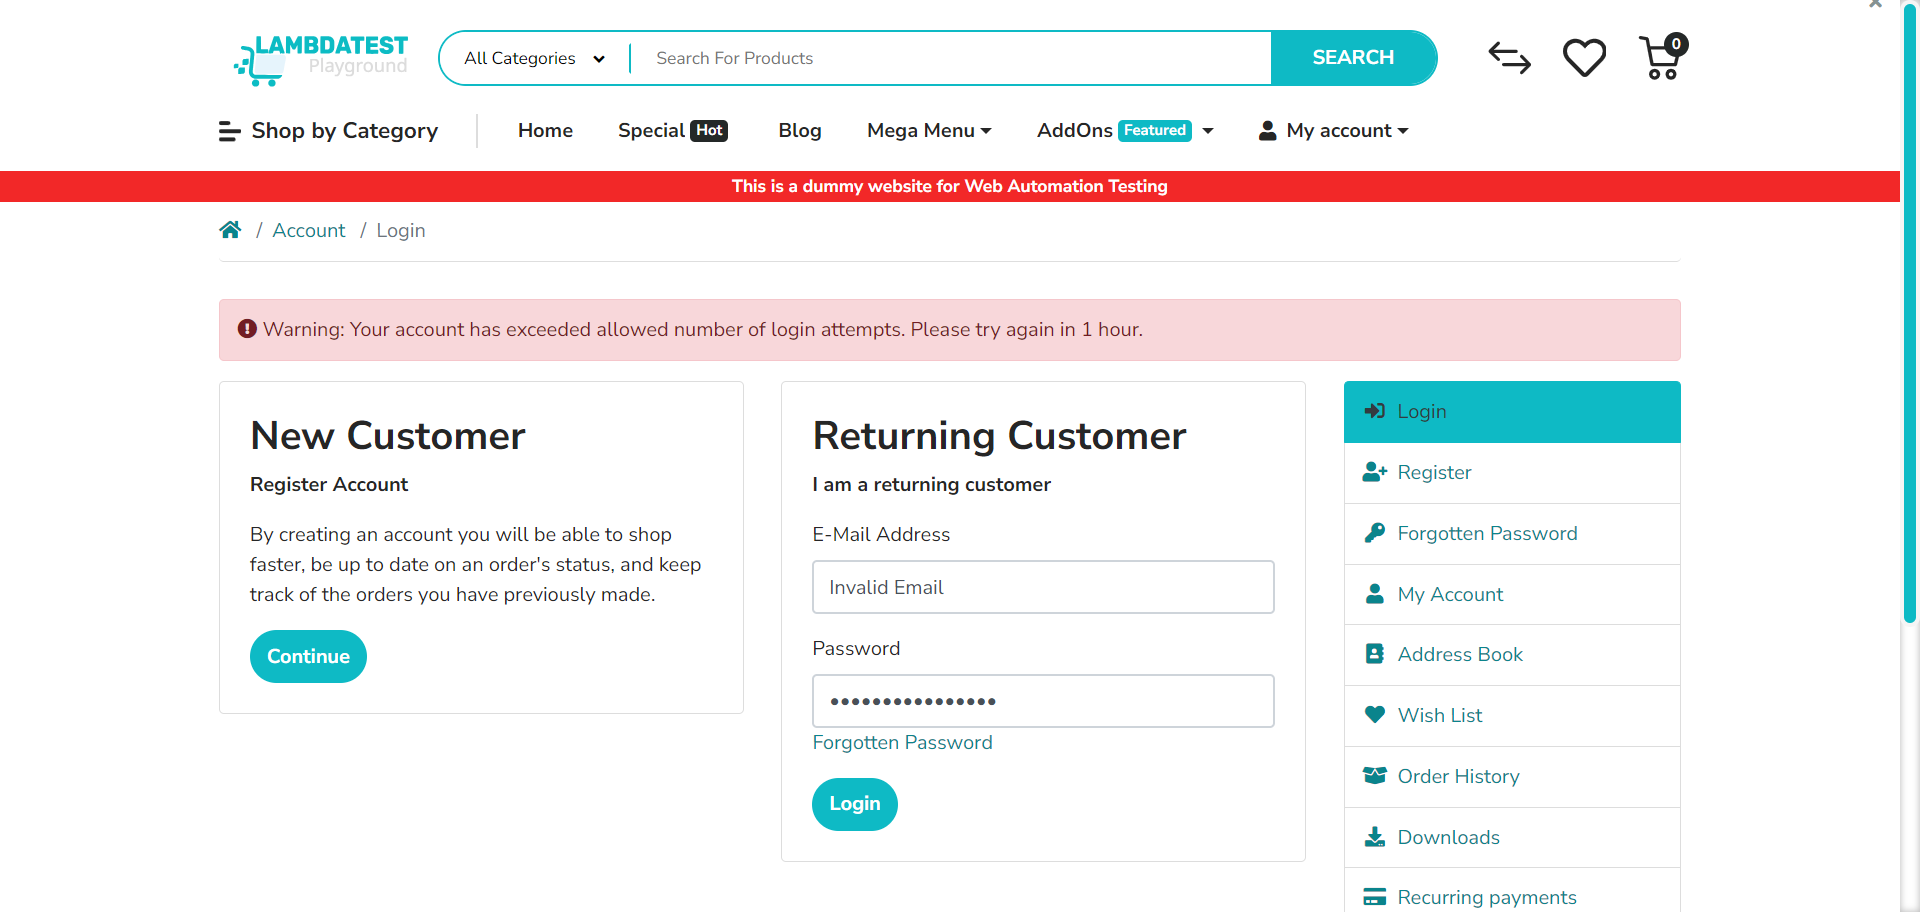 LAMBDATEST
Playground
All Categories
Search For Products
SEARCH
0
Shop by Category
Home
Special Hot
Blog
Mega Menu
AddOns Featured
My account
This is a dummy website for Web Automation Testing
/ Account / Login
Warning: Your account has exceeded allowed number of login attempts. Please try again in 1 hour.
New Customer
Register Account
By creating an account you will be able to shop
faster, be up to date on an order's status, and keep
track of the orders you have previously made.
Continue
Returning Customer
I am a returning customer
E-Mail Address
Invalid Email
Password
••••••••••••••••
Forgotten Password
Login
Login
Register
Forgotten Password
My Account
Address Book
Wish List
Order History
Downloads
Recurring payments